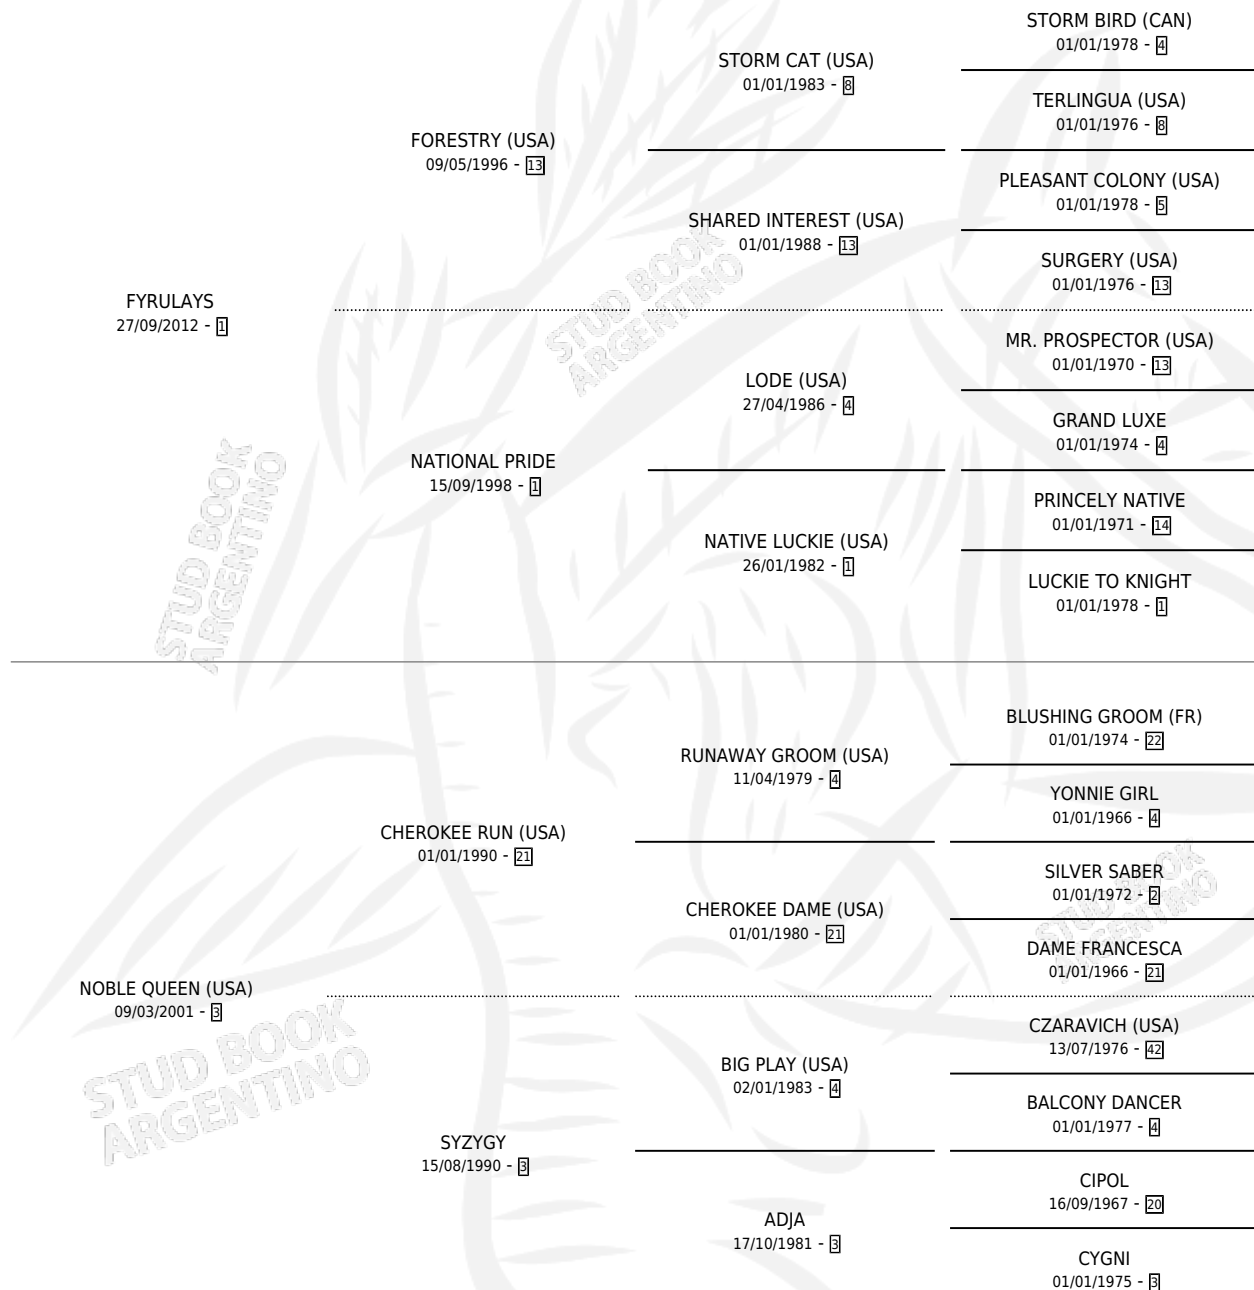 STORM BIRD (CAN)
01/01/1978 - 4
STORM CAT (USA)
01/01/1983 - 8
TERLINGUA (USA)
01/01/1976 - 8
FORESTRY (USA)
09/05/1996 - 13
PLEASANT COLONY (USA)
01/01/1978 - 5
SHARED INTEREST (USA)
01/01/1988 - 13
SURGERY (USA)
01/01/1976 - 13
FYRULAYS
27/09/2012 - 1
STUD BOOK
ARGENTINO
MR. PROSPECTOR (USA)
01/01/1970 - 13
LODE (USA)
27/04/1986 - 4
GRAND LUXE
01/01/1974 - 4
NATIONAL PRIDE
15/09/1998 - 1
PRINCELY NATIVE
01/01/1971 - 14
NATIVE LUCKIE (USA)
26/01/1982 - 1
LUCKIE TO KNIGHT
01/01/1978 - 1
STUD BOOK
ARGENTINO
BLUSHING GROOM (FR)
01/01/1974 - 22
RUNAWAY GROOM (USA)
11/04/1979 - 4
YONNIE GIRL
01/01/1966 - 4
CHEROKEE RUN (USA)
01/01/1990 - 21
SILVER SABER
01/01/1972 - 2
CHEROKEE DAME (USA)
01/01/1980 - 21
STUD BOOK
ARGENTINO
DAME FRANCESCA
01/01/1966 - 21
NOBLE QUEEN (USA)
09/03/2001 - 3
STUD BOOK
ARGENTINO
CZARAVICH (USA)
13/07/1976 - 42
BIG PLAY (USA)
02/01/1983 - 4
BALCONY DANCER
01/01/1977 - 4
SYZYGY
15/08/1990 - 3
CIPOL
16/09/1967 - 20
ADJA
17/10/1981 - 3
CYGNI
01/01/1975 - 3